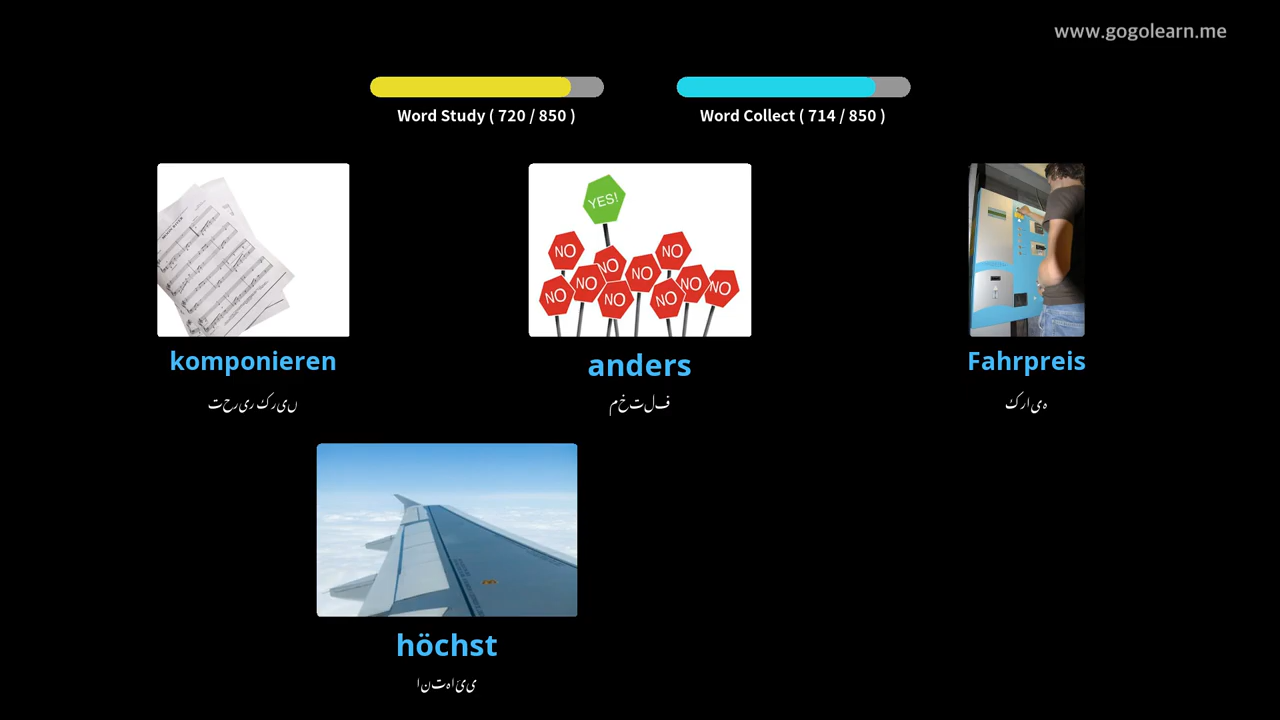 www.gogolearn.me
Word Study ( 720 / 850 )
Word Collect ( 714 / 850 )
YES!
NO
NO
NO
NO
NO
NO
NO
NO
NO
NO
komponieren
anders
Fahrpreis
تحریر کریں
مختلف
کرایہ
höchst
انتہائی